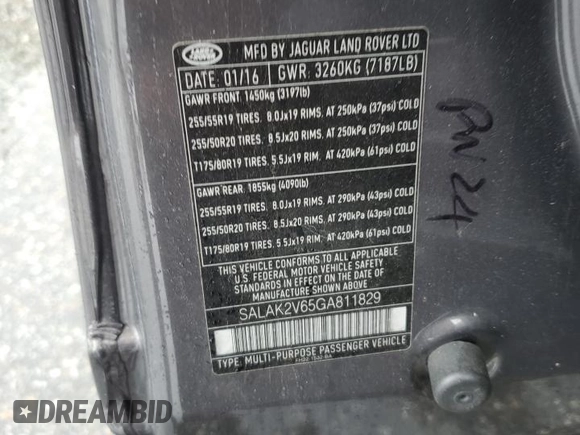 LAND ROVER
MFD BY JAGUAR LAND ROVER LTD
DATE: 01/16 GWR: 3260KG (7187LB)
GAWR FRONT: 1450kg (3197lb)
255/55R19 TIRES. 8.0Jx19 RIMS. AT 250kPa (37psi) COLD
255/50R20 TIRES. 8.5Jx20 RIMS. AT 250kPa (37psi) COLD
T175/80R19 TIRES. 5.5Jx19 RIM. AT 420kPa (61psi) COLD
GAWR REAR: 1855kg (4090lb)
255/55R19 TIRES. 8.0Jx19 RIMS. AT 290kPa (43psi) COLD
255/50R20 TIRES. 8.5Jx20 RIMS. AT 290kPa (43psi) COLD
T175/80R19 TIRES. 5.5Jx19 RIM. AT 420kPa (61psi) COLD
THIS VEHICLE CONFORMS TO ALL APPLICABLE
U.S. FEDERAL MOTOR VEHICLE SAFETY
STANDARDS IN EFFECT ON THE DATE OF
MANUFACTURE SHOWN ABOVE
SALAK2V65GA811829
TYPE: MULTI-PURPOSE PASSENGER VEHICLE
DREAMBID